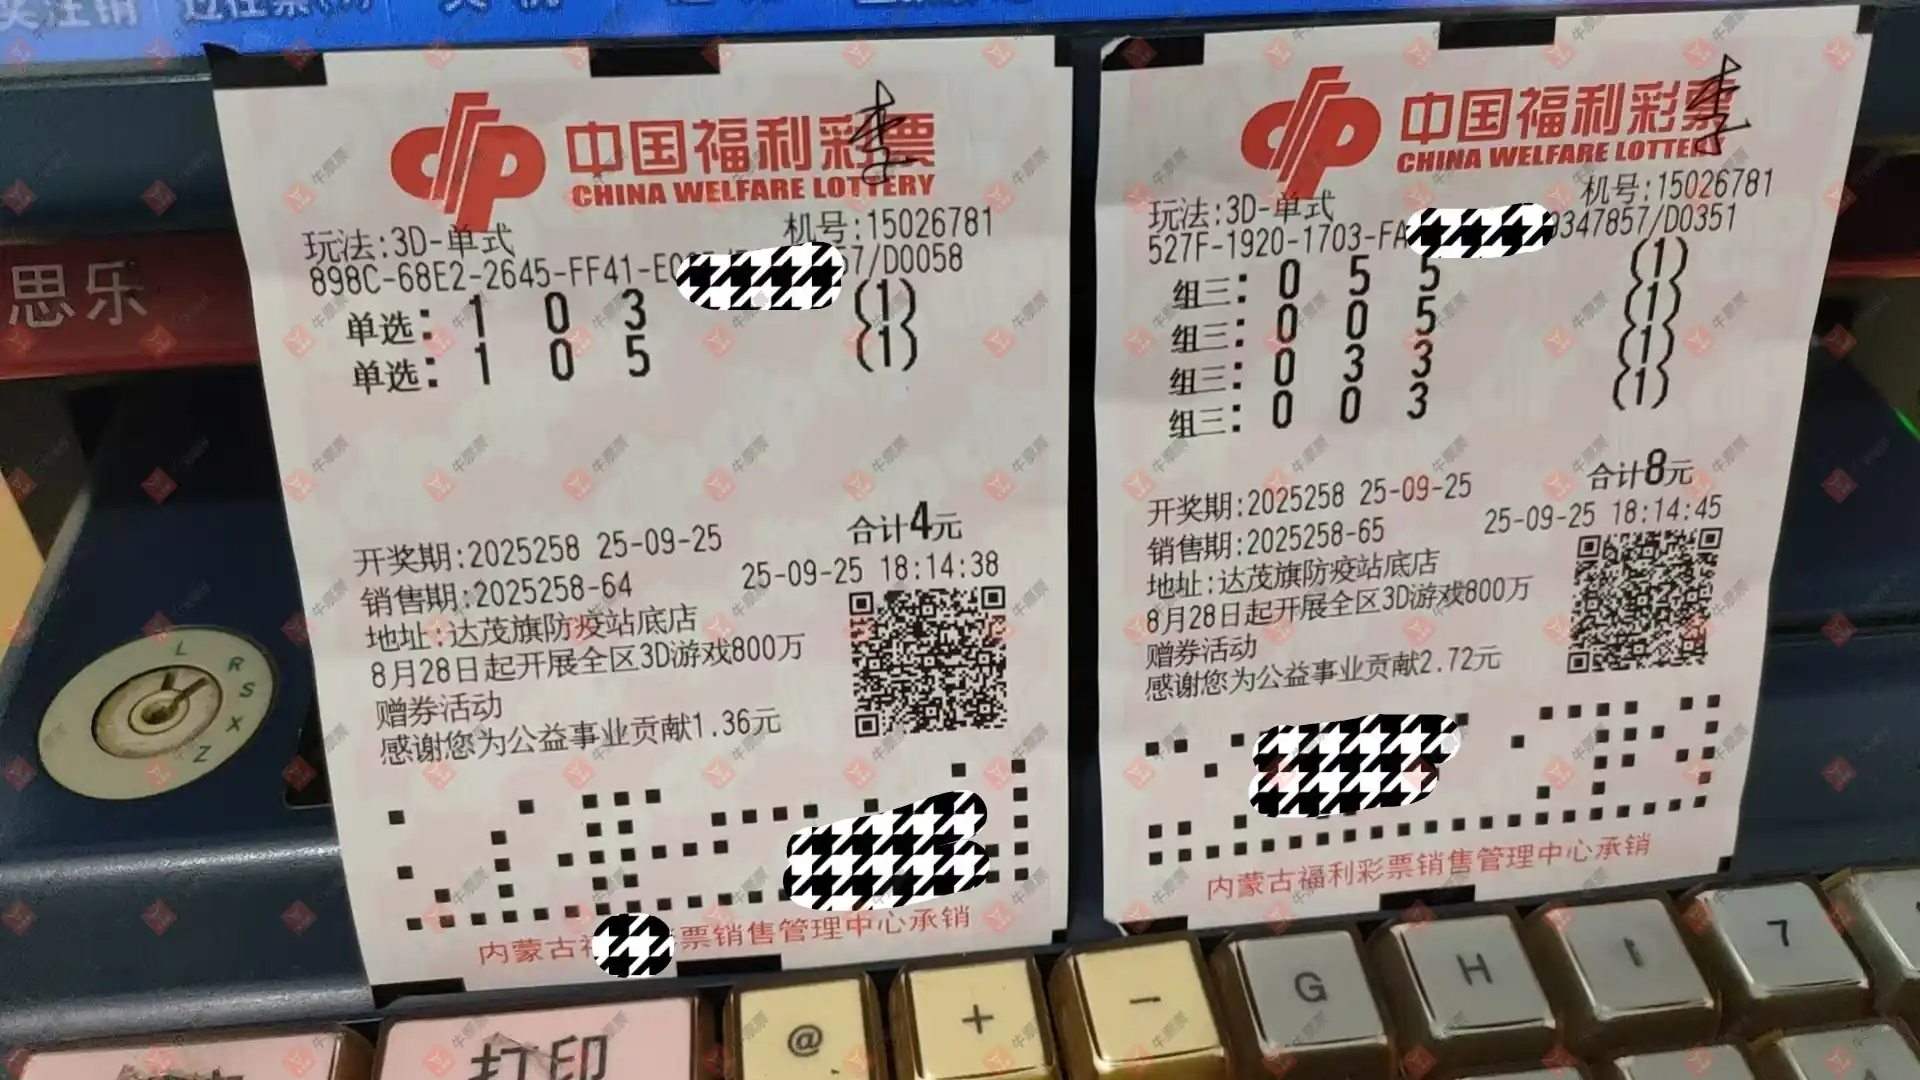 思乐
李
中国福利彩票
CHINA WELFARE LOTTERY
玩法:3D-单式
机号:15026781
898C-68E2-2645-FF41-E0 57/D0058
单选: 1 0 3 (1)
单选: 1 0 5 (1)
合计4元
开奖期:2025258 25-09-25
销售期:2025258-64
25-09-25 18:14:38
地址:达茂旗防疫站底店
8月28日起开展全区3D游戏800万
赠券活动
感谢您为公益事业贡献1.36元
内蒙古福 票销售管理中心承销
李
中国福利彩票
CHINA WELFARE LOTTERY
玩法:3D-单式
机号:15026781
527F-1920-1703-FA 9347857/D0351
组三: 0 5 5 (1)
组三: 0 0 5 (1)
组三: 0 3 3 (1)
组三: 0 0 3 (1)
合计8元
开奖期:2025258 25-09-25
销售期:2025258-65
25-09-25 18:14:45
地址:达茂旗防疫站底店
8月28日起开展全区3D游戏800万
赠券活动
感谢您为公益事业贡献2.72元
内蒙古福利彩票销售管理中心承销
L
R
S
X
Z
打印
@
+
-
G
H
I
7
牛彩票